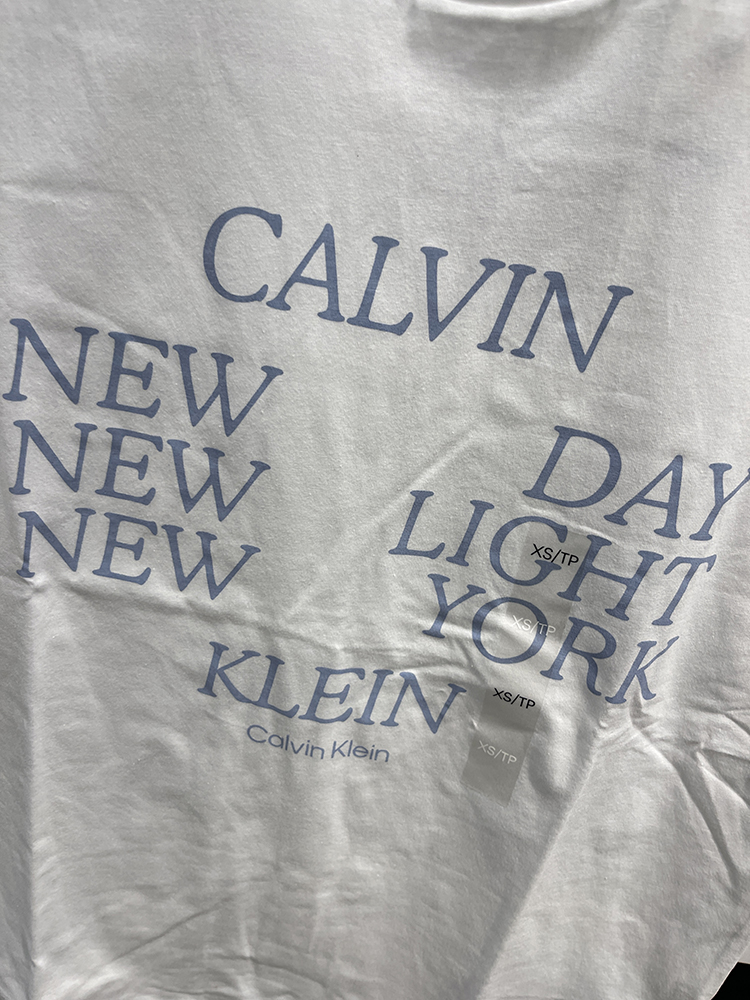 CALVIN
NEW
NEW
NEW
DAY
LIGHT
YORK
KLEIN
Calvin Klein
XS/TP
XS/TP
XS/TP
XS/TP